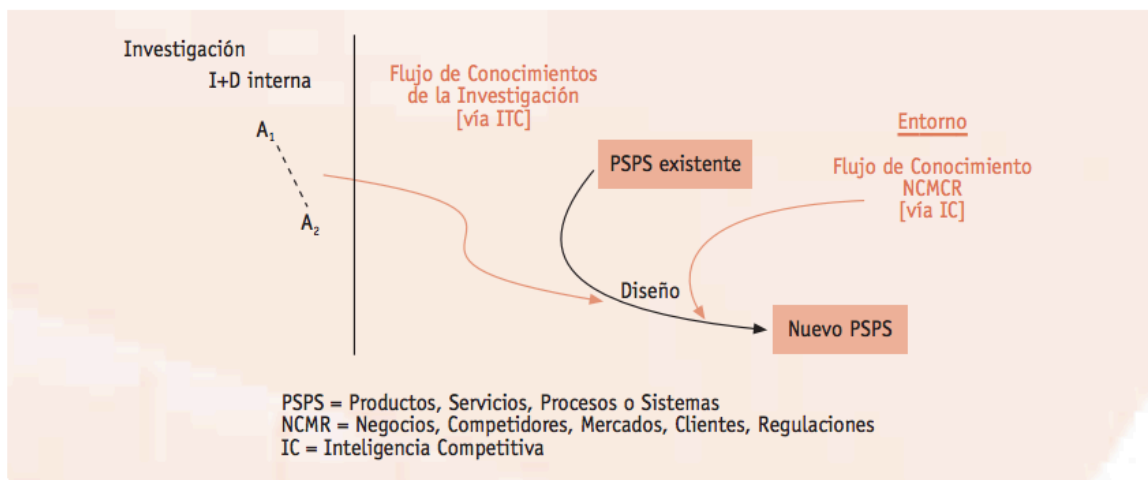 Investigación
I+D interna
A₁
A₂
Flujo de Conocimientos
de la Investigación
[vía ITC]
PSPS existente
Entorno
Flujo de Conocimiento
NCMCR
[vía IC]
Diseño
Nuevo PSPS
PSPS = Productos, Servicios, Procesos o Sistemas
NCMR = Negocios, Competidores, Mercados, Clientes, Regulaciones
IC = Inteligencia Competitiva